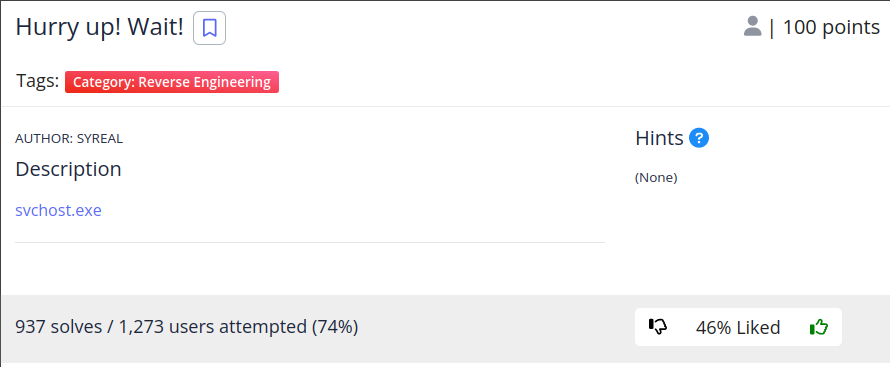 Hurry up! Wait!
| 100 points
Tags: Category: Reverse Engineering
AUTHOR: SYREAL
Hints ?
Description
(None)
svchost.exe
937 solves / 1,273 users attempted (74%)
46% Liked